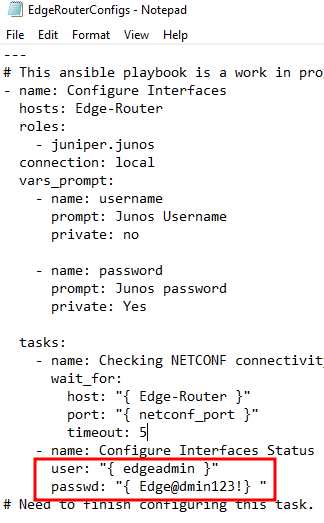 EdgeRouterConfigs - Notepad
File Edit Format View Help
---
# This ansible playbook is a work in pro
- name: Configure Interfaces
  hosts: Edge-Router
  roles:
    - juniper.junos
  connection: local
  vars_prompt:
    - name: username
      prompt: Junos Username
      private: no

    - name: password
      prompt: Junos password
      private: Yes

  tasks:
    - name: Checking NETCONF connectivity
      wait_for:
        host: "{ Edge-Router }"
        port: "{ netconf_port }"
        timeout: 5
    - name: Configure Interfaces Status
      user: "{ edgeadmin }"
      passwd: "{ Edge@dmin123!} "
# Need to finish configuring this task.